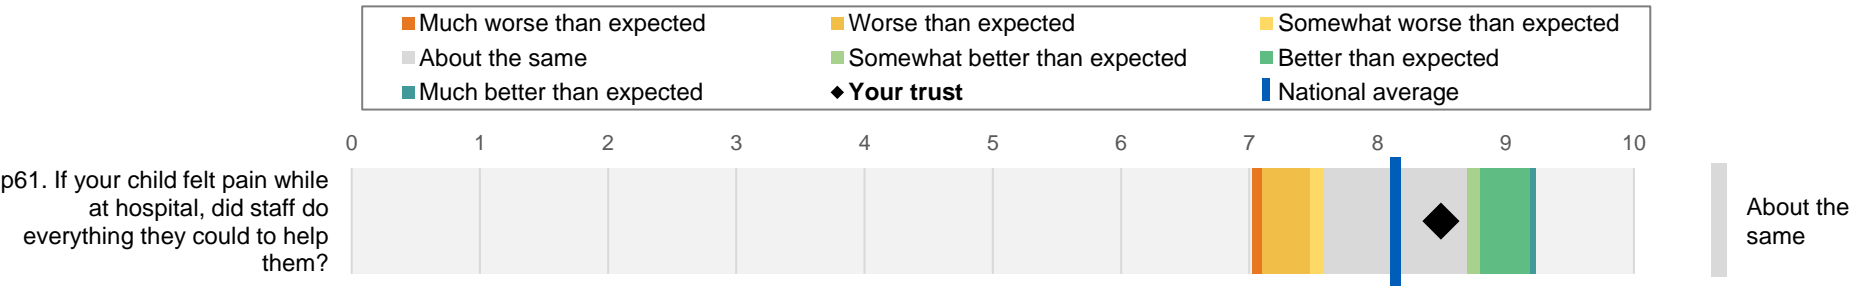 Much worse than expected
Worse than expected
Somewhat worse than expected
About the same
Somewhat better than expected
Better than expected
Much better than expected
Your trust
National average
0 1 2 3 4 5 6 7 8 9 10
p61. If your child felt pain while
at hospital, did staff do
everything they could to help
them?
About the
same